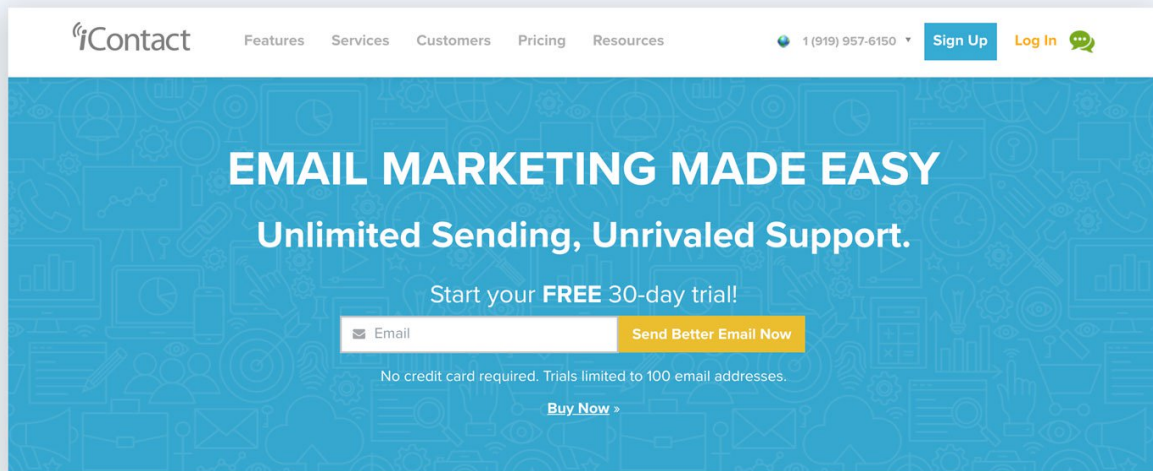 iContact
Features Services Customers Pricing Resources
1 (919) 957-6150
Sign Up
Log In
EMAIL MARKETING MADE EASY
Unlimited Sending, Unrivaled Support.
Start your FREE 30-day trial!
Email
Send Better Email Now
No credit card required. Trials limited to 100 email addresses.
Buy Now »